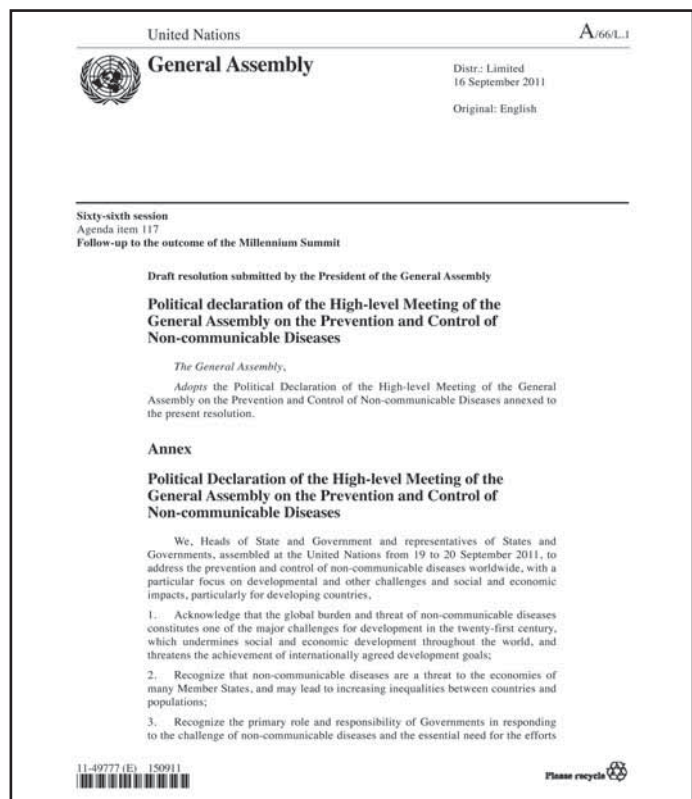 United Nations
A/66/L.1
General Assembly
Distr.: Limited
16 September 2011
Original: English
Sixty-sixth session
Agenda item 117
Follow-up to the outcome of the Millennium Summit
Draft resolution submitted by the President of the General Assembly
Political declaration of the High-level Meeting of the
General Assembly on the Prevention and Control of
Non-communicable Diseases
The General Assembly,
Adopts the Political Declaration of the High-level Meeting of the General
Assembly on the Prevention and Control of Non-communicable Diseases annexed to
the present resolution.
Annex
Political Declaration of the High-level Meeting of the
General Assembly on the Prevention and Control of
Non-communicable Diseases
We, Heads of State and Government and representatives of States and
Governments, assembled at the United Nations from 19 to 20 September 2011, to
address the prevention and control of non-communicable diseases worldwide, with a
particular focus on developmental and other challenges and social and economic
impacts, particularly for developing countries,
1. Acknowledge that the global burden and threat of non-communicable diseases
constitutes one of the major challenges for development in the twenty-first century,
which undermines social and economic development throughout the world, and
threatens the achievement of internationally agreed development goals;
2. Recognize that non-communicable diseases are a threat to the economies of
many Member States, and may lead to increasing inequalities between countries and
populations;
3. Recognize the primary role and responsibility of Governments in responding
to the challenge of non-communicable diseases and the essential need for the efforts
11-49777 (E) 150911
Please recycle